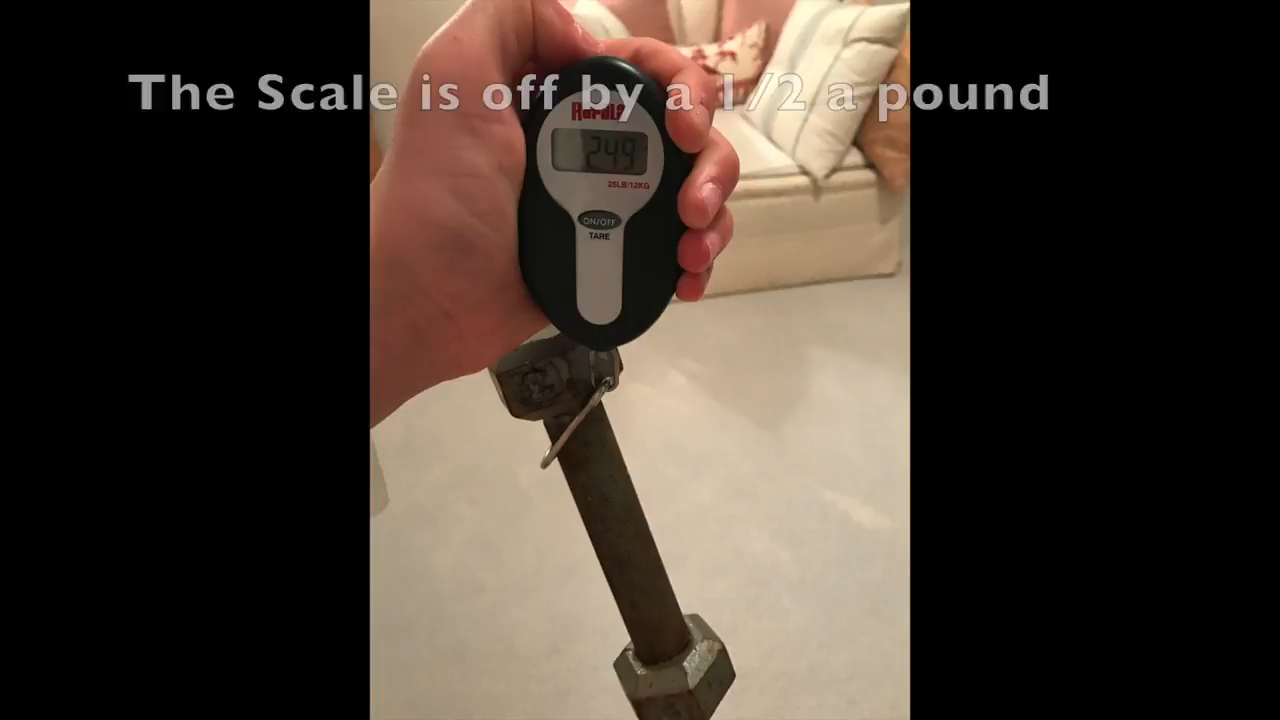 The Scale is off by a 1/2 a pound
Rapala
249
25LB/12KG
ON/OFF
TARE